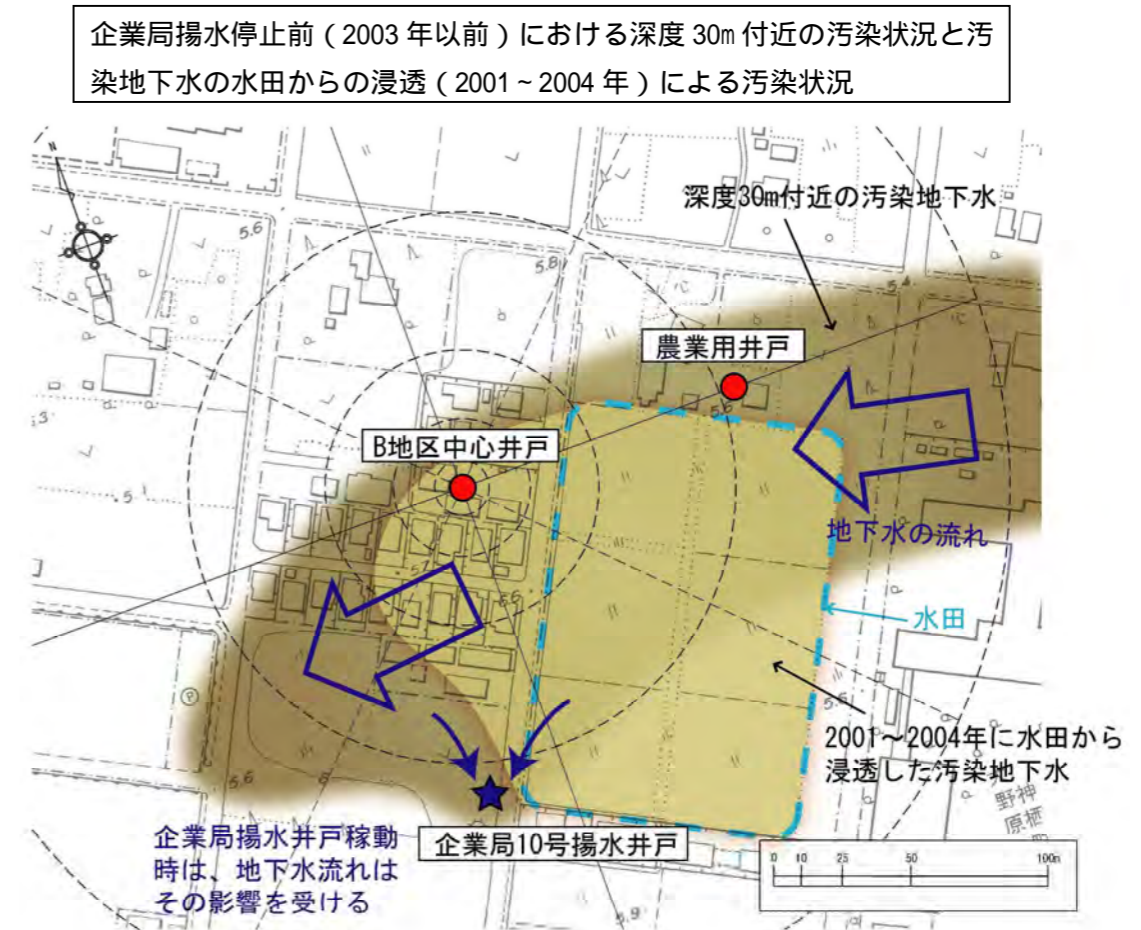 企業局揚水停止前（2003年以前）における深度30m付近の汚染状況と汚
染地下水の水田からの浸透（2001~2004年）による汚染状況
N
深度30m付近の汚染地下水
5.6
5.8
5.4
農業用井戸
5.6
B地区中心井戸
5.1
地下水の流れ
水田
5.6
2001～2004年に水田から
浸透した汚染地下水
野神
原栖
5.6
企業局10号揚水井戸
企業局揚水井戸稼動
時は、地下水流れは
その影響を受ける
5.9
0 10 25 50 100m